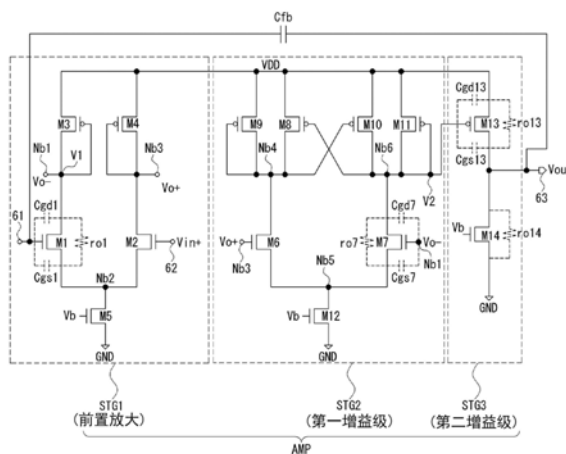 Cfb
VDD
Cgd13
M3
M4
M9
M8
M10
M11
M13
ro13
Nb1
V1
Nb3
Nb4
Nb6
Cgs13
Vo-
Vo+
V2
Vou
63
61
Cgd1
Cgd7
M1
ro1
M2
Vin+
Vo+
M6
ro7
M7
Vo-
Vb
M14
ro14
62
Nb3
Nb1
Cgs1
Nb2
Nb5
Cgs7
Vb
M5
Vb
M12
GND
GND
GND
STG1
STG2
STG3
(前置放大)
(第一增益级)
(第二增益级)
AMP